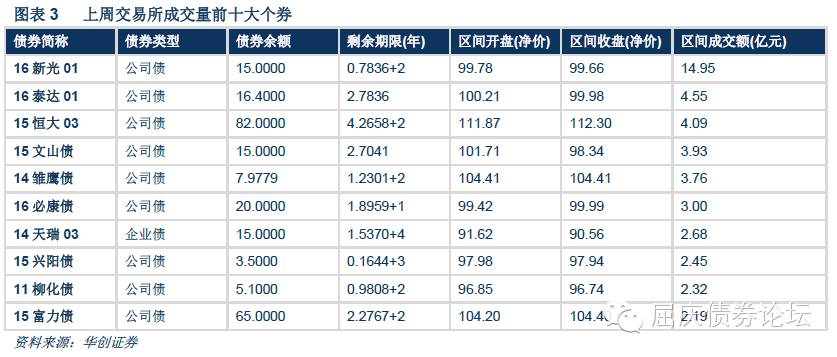 图表 3 上周交易所成交量前十大个券
债券简称 债券类型 债券余额 剩余期限(年) 区间开盘(净价) 区间收盘(净价) 区间成交额(亿元)
16 新光 01 公司债 15.0000 0.7836+2 99.78 99.66 14.95
16 泰达 01 公司债 16.4000 2.7836 100.21 99.98 4.55
15 恒大 03 公司债 82.0000 4.2658+2 111.87 112.30 4.09
15 文山债 公司债 15.0000 2.7041 101.71 98.34 3.93
14 雏鹰债 公司债 7.9779 1.2301+2 104.41 104.41 3.76
16 必康债 公司债 20.0000 1.8959+1 99.42 99.99 3.00
14 天瑞 03 企业债 15.0000 1.5370+4 91.62 90.56 2.68
15 兴阳债 公司债 3.5000 0.1644+3 97.98 97.94 2.45
11 柳化债 公司债 5.1000 0.9808+2 96.85 96.74 2.32
15 富力债 公司债 65.0000 2.2767+2 104.20 2.19
屈庆债券论坛
资料来源：华创证券